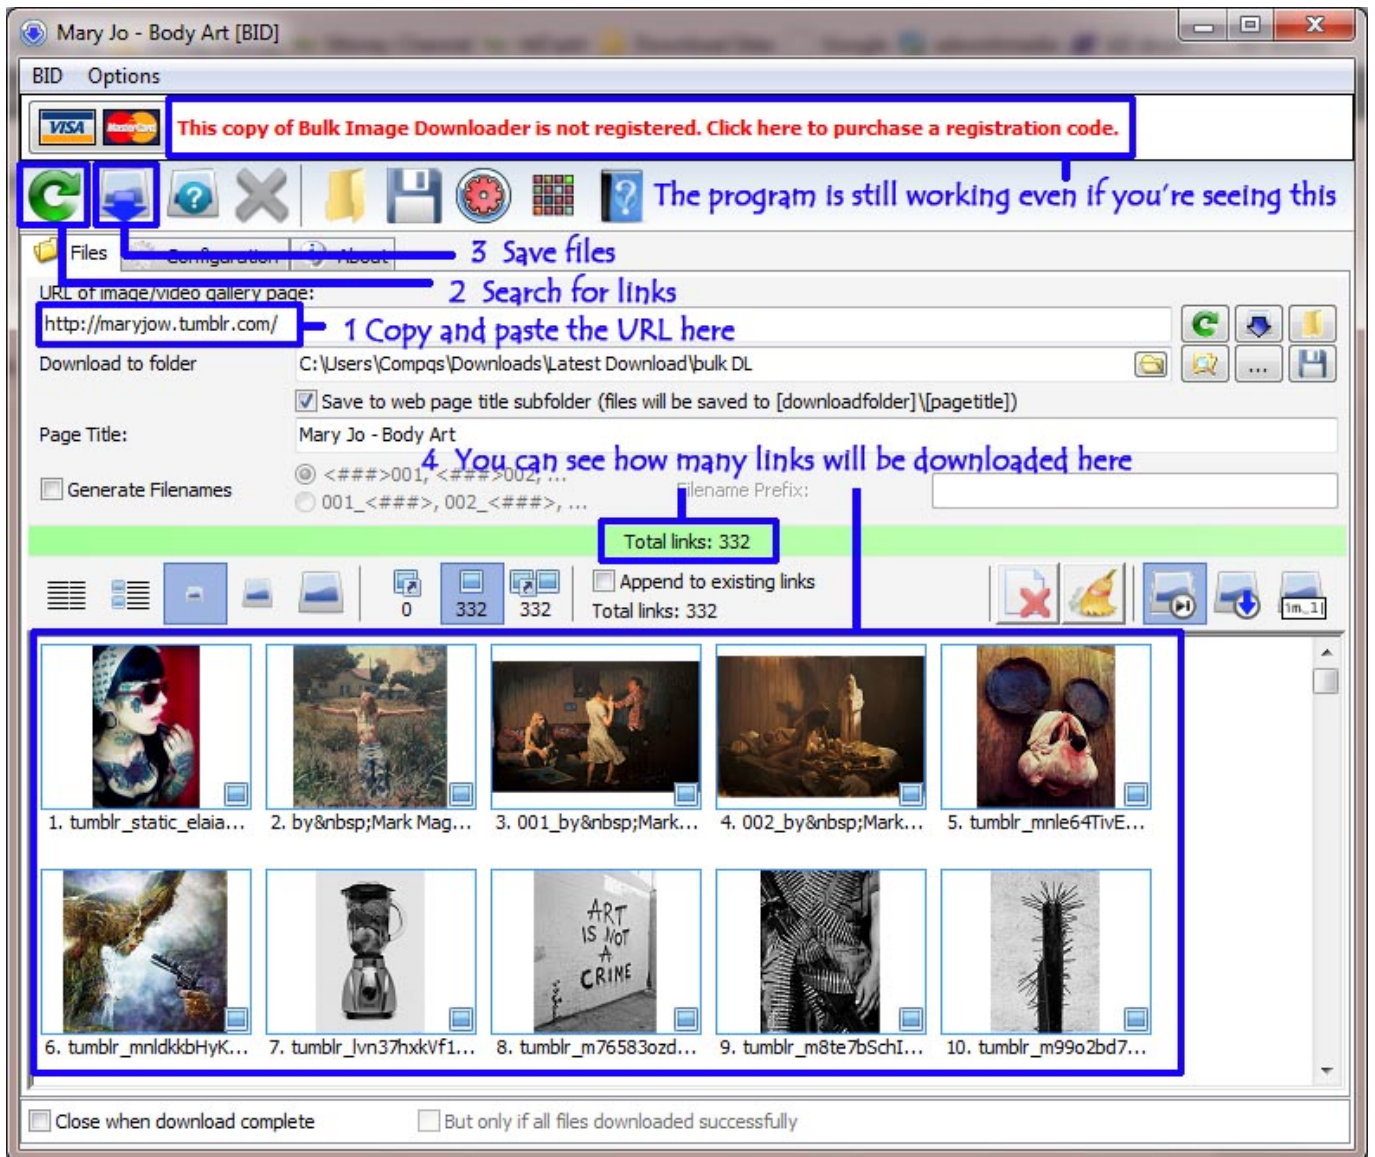 Mary Jo - Body Art [BID]
BID Options
VISA MasterCard This copy of Bulk Image Downloader is not registered. Click here to purchase a registration code.
The program is still working even if you're seeing this
Files Configuration About
3 Save files
URL of image/video gallery page:
2 Search for links
http://maryjow.tumblr.com/
1 Copy and paste the URL here
Download to folder C:\Users\Compqs\Downloads\Latest Download\bulk DL
...
Save to web page title subfolder (files will be saved to [downloadfolder]\[pagetitle])
Page Title: Mary Jo - Body Art
4 You can see how many links will be downloaded here
Generate Filenames
<###>001, <###>002, ...
001_<###>, 002_<###>, ...
Filename Prefix:
Total links: 332
0 332 332
Append to existing links
Total links: 332
im_1|
1. tumblr_static_elaia... 2. by&nbsp;Mark Mag... 3. 001_by&nbsp;Mark... 4. 002_by&nbsp;Mark... 5. tumblr_mnle64TivE...
ART
IS NOT
A
CRIME
6. tumblr_mnldkkbHyK... 7. tumblr_lvn37hxkVf1... 8. tumblr_m76583ozd... 9. tumblr_m8te7bSchI... 10. tumblr_m99o2bd7...
Close when download complete But only if all files downloaded successfully